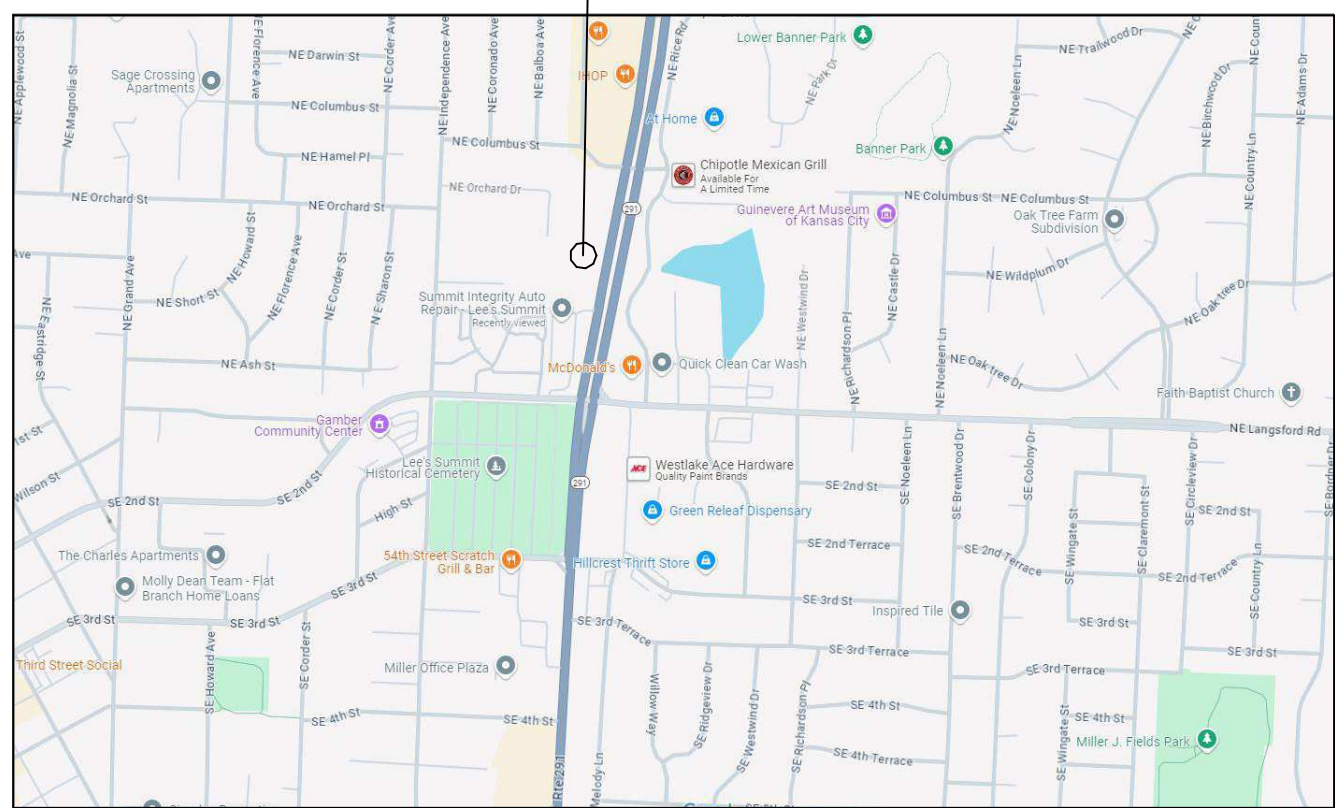 NE Applewood St
NE Magnolia St
NE Florence Ave
NE Darwin St
NE Corder Ave
NE Independence Ave
NE Coronado Ave
NE Balboa Ave
IHOP
NE Rice Rd
Lower Banner Park
NE Park Dr
NE Trailwood Dr
NE Noeleen Ln
NE Birchwood Dr
NE Adams Dr
Sage Crossing
Apartments
NE Columbus St
At Home
NE Hamel Pl
NE Columbus St
Banner Park
Chipotle Mexican Grill
Available For
A Limited Time
NE Country Ln
NE Orchard St
NE Orchard St
NE Orchard Dr
291
Guinevere Art Museum
of Kansas City
NE Columbus St
NE Columbus St
Oak Tree Farm
Subdivision
Ave
NE Grand Ave
NE Howard St
NE Florence Ave
NE Corder St
NE Sharon St
NE Short St
NE Eastridge St
Summit Integrity Auto
Repair - Lee's Summit
Recently viewed
NE Westwind Dr
NE Castle Dr
NE Richardson Pl
NE Noeleen Ln
NE Wildplum Dr
NE Oak tree Dr
NE Ash St
McDonald's
Quick Clean Car Wash
NE Oak tree Dr
Faith Baptist Church
Gamber
Community Center
NE Langsford Rd
1st St
Wilson St
SE 2nd St
SE 2nd St
High St
Lee's Summit
Historical Cemetery
291
Westlake Ace Hardware
Quality Paint Brands
ACE
Green Releaf Dispensary
SE 2nd St
SE Noeleen Ln
SE Brentwood Dr
SE Colony Dr
SE Wingate St
SE Claremont St
SE Circleview Dr
SE 2nd St
SE Bordner Dr
The Charles Apartments
Molly Dean Team - Flat
Branch Home Loans
54th Street Scratch
Grill & Bar
Hillcrest Thrift Store
SE 2nd Terrace
SE 2nd Terrace
SE 2nd Terrace
SE Country Ln
SE 3rd St
SE 3rd St
SE 3rd St
SE 3rd St
Inspired Tile
SE 3rd St
SE 3rd St
Third Street Social
SE Howard Ave
SE Corder St
Miller Office Plaza
SE 3rd Terrace
SE 3rd Terrace
SE 3rd Terrace
SE 4th St
SE 4th St
Rte 291
Melody Ln
Willow Way
SE Ridgeview Dr
SE Westwind Dr
SE Richardson Pl
SE 4th St
SE 4th Terrace
SE Wingate St
SE 4th St
Miller J. Fields Park